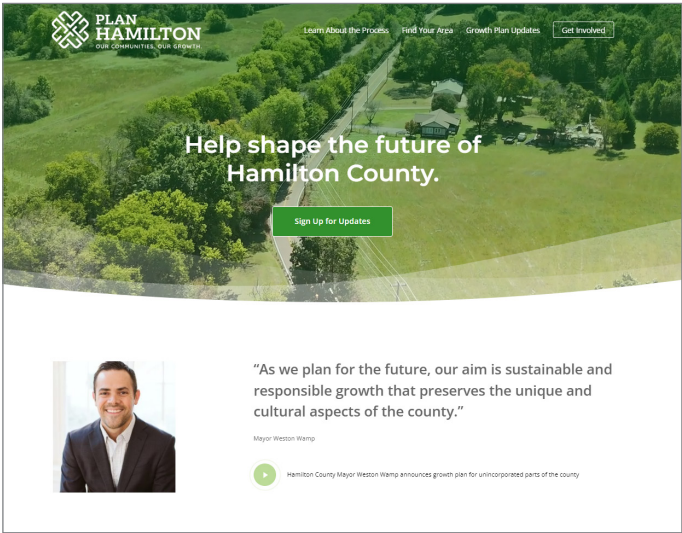 PLAN
HAMILTON
OUR COMMUNITIES, OUR GROWTH.
Learn About the Process Find Your Area Growth Plan Updates Get Involved
Help shape the future of
Hamilton County.
Sign Up for Updates
“As we plan for the future, our aim is sustainable and
responsible growth that preserves the unique and
cultural aspects of the county.”
Mayor Weston Wamp
Hamilton County Mayor Weston Wamp announces growth plan for unincorporated parts of the county